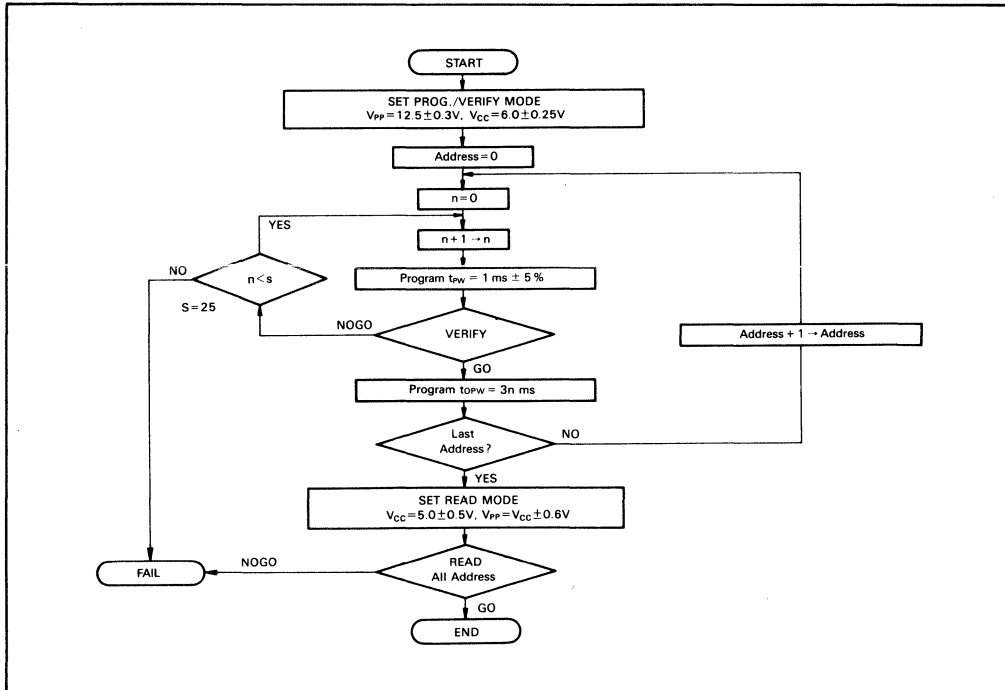 START
SET PROG./VERIFY MODE
VPP=12.5±0.3V, VCC=6.0±0.25V
Address=0
n=0
YES
n+1→n
NO
n<s
Program tPW = 1 ms ± 5%
S=25
NOGO
VERIFY
Address + 1 → Address
GO
Program tOPW = 3n ms
Last
Address?
NO
YES
SET READ MODE
VCC=5.0±0.5V, VPP=VCC±0.6V
NOGO
READ
All Address
FAIL
GO
END